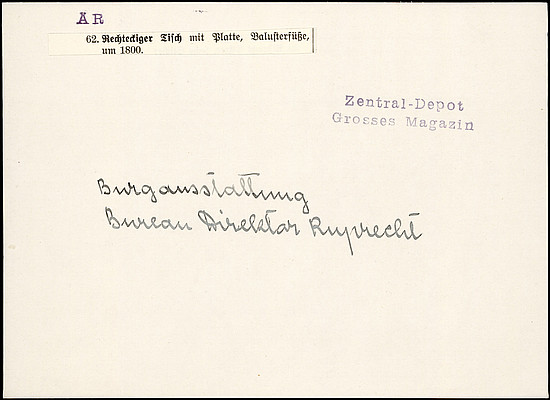 ÄR
62. Rechteckiger Tisch mit Platte, Balusterfüße,
um 1800.
Zentral-Depot
Grosses Magazin
Burgausstattung
Bureau Direktor Ruprecht